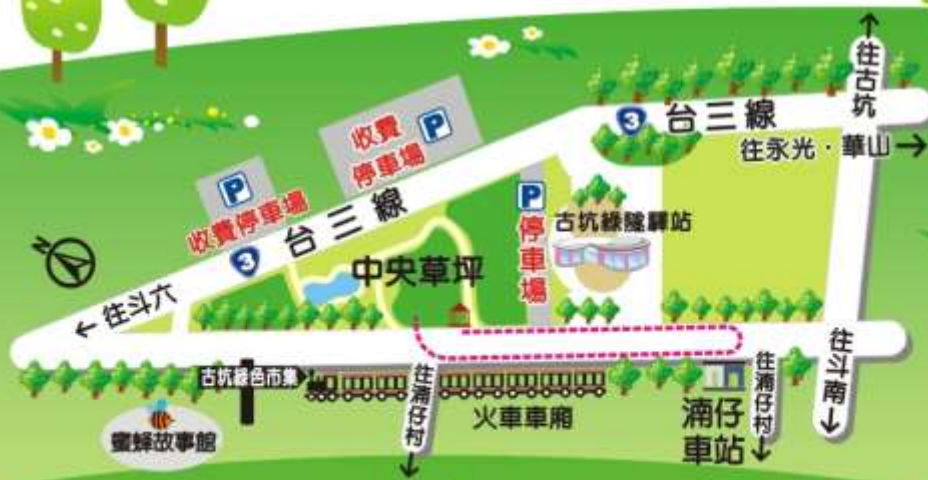 往古坑
3 台三線
往永光・華山
收費
停車場
P
P
收費停車場
3 台三線
P
停車場
古坑綠隧驛站
中央草坪
N
往斗六
古坑綠色市集
往湳仔村
火車車廂
湳仔
車站
往湳仔村
往斗南
蜜蜂故事館